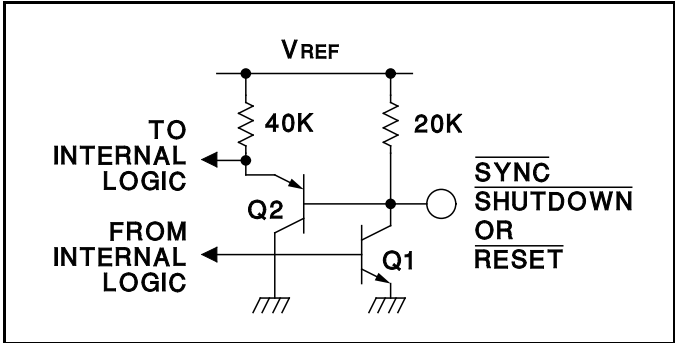 VREF
40K
20K
TO
INTERNAL
LOGIC
Q2
SYNC
SHUTDOWN
OR
RESET
FROM
INTERNAL
LOGIC
Q1